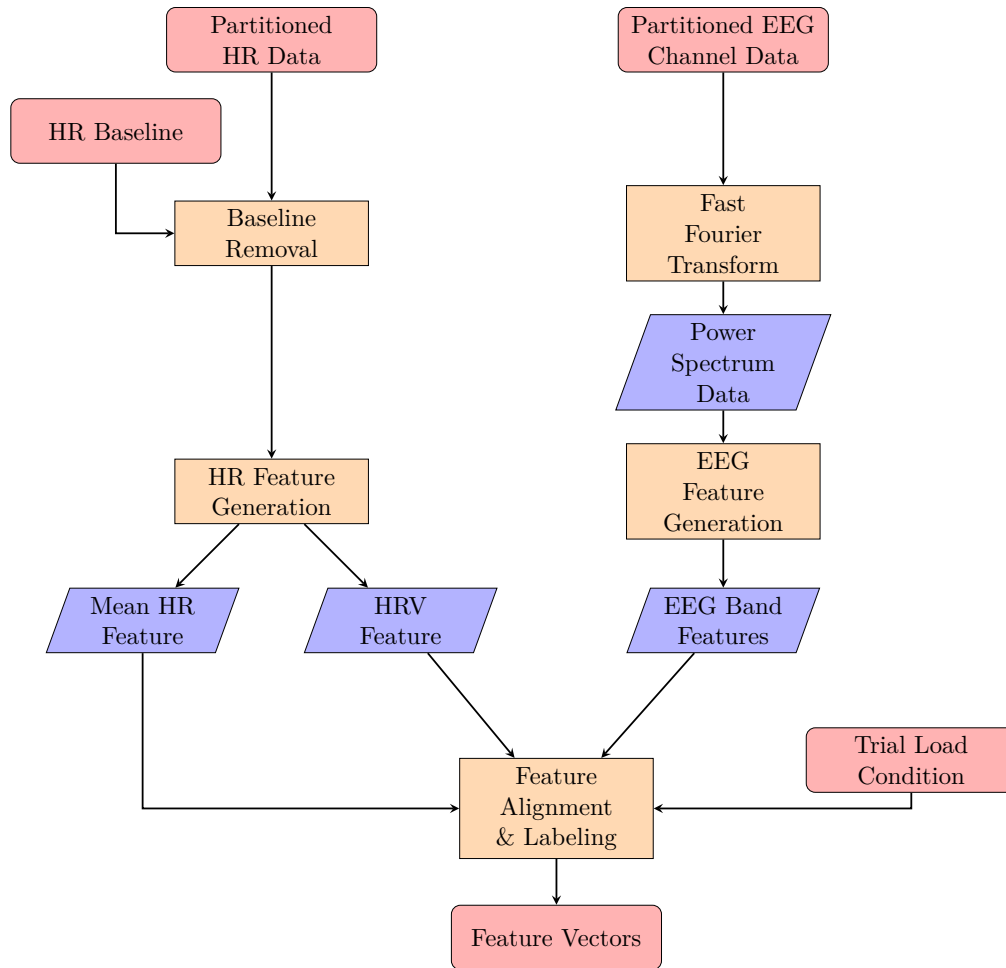 Partitioned
HR Data
Partitioned EEG
Channel Data
HR Baseline
Baseline
Removal
Fast
Fourier
Transform
Power
Spectrum
Data
HR Feature
Generation
EEG
Feature
Generation
Mean HR
Feature
HRV
Feature
EEG Band
Features
Trial Load
Condition
Feature
Alignment
& Labeling
Feature Vectors